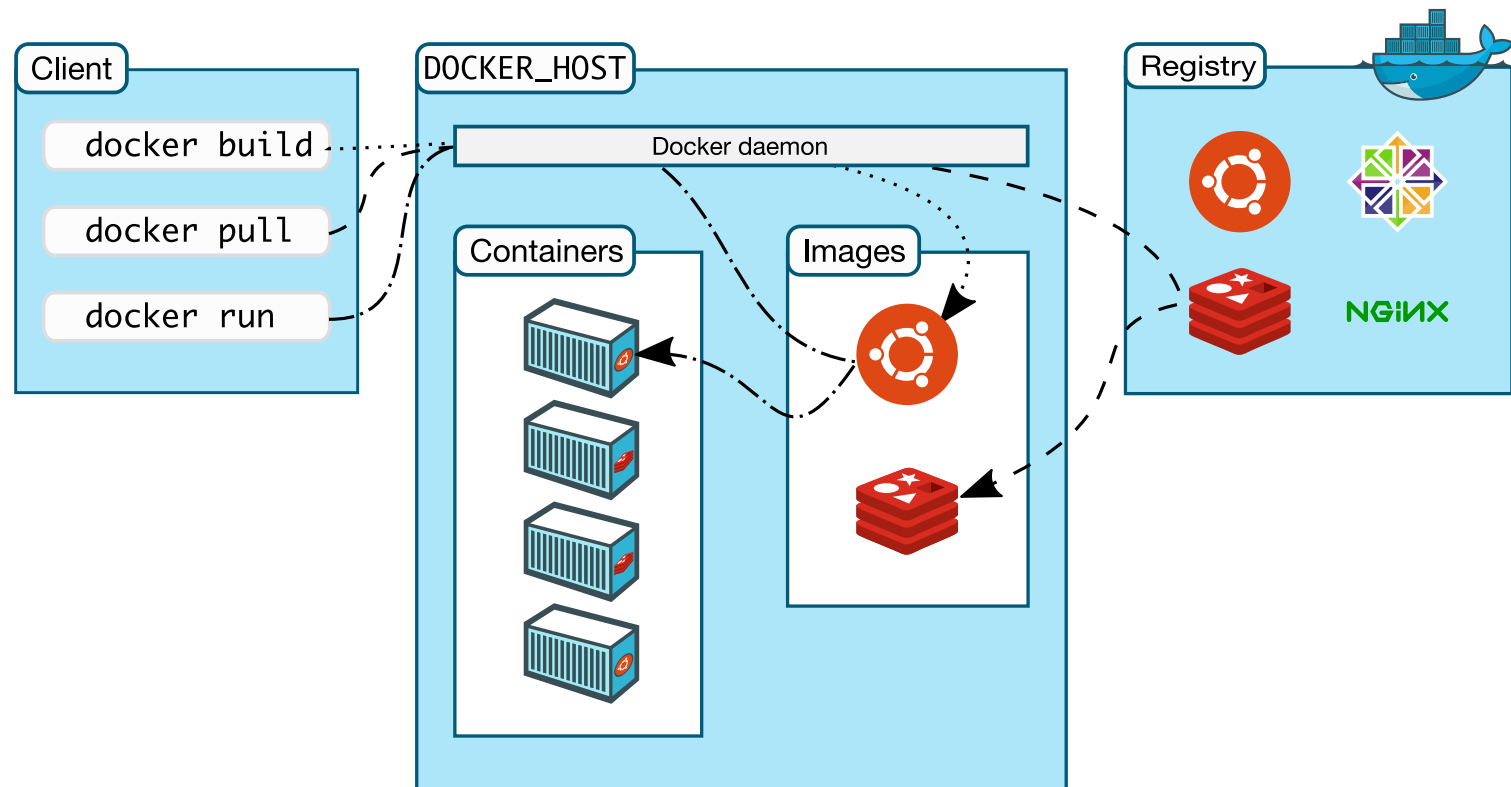 Client
docker build
docker pull
docker run
DOCKER_HOST
Docker daemon
Containers
Images
Registry
NGINX